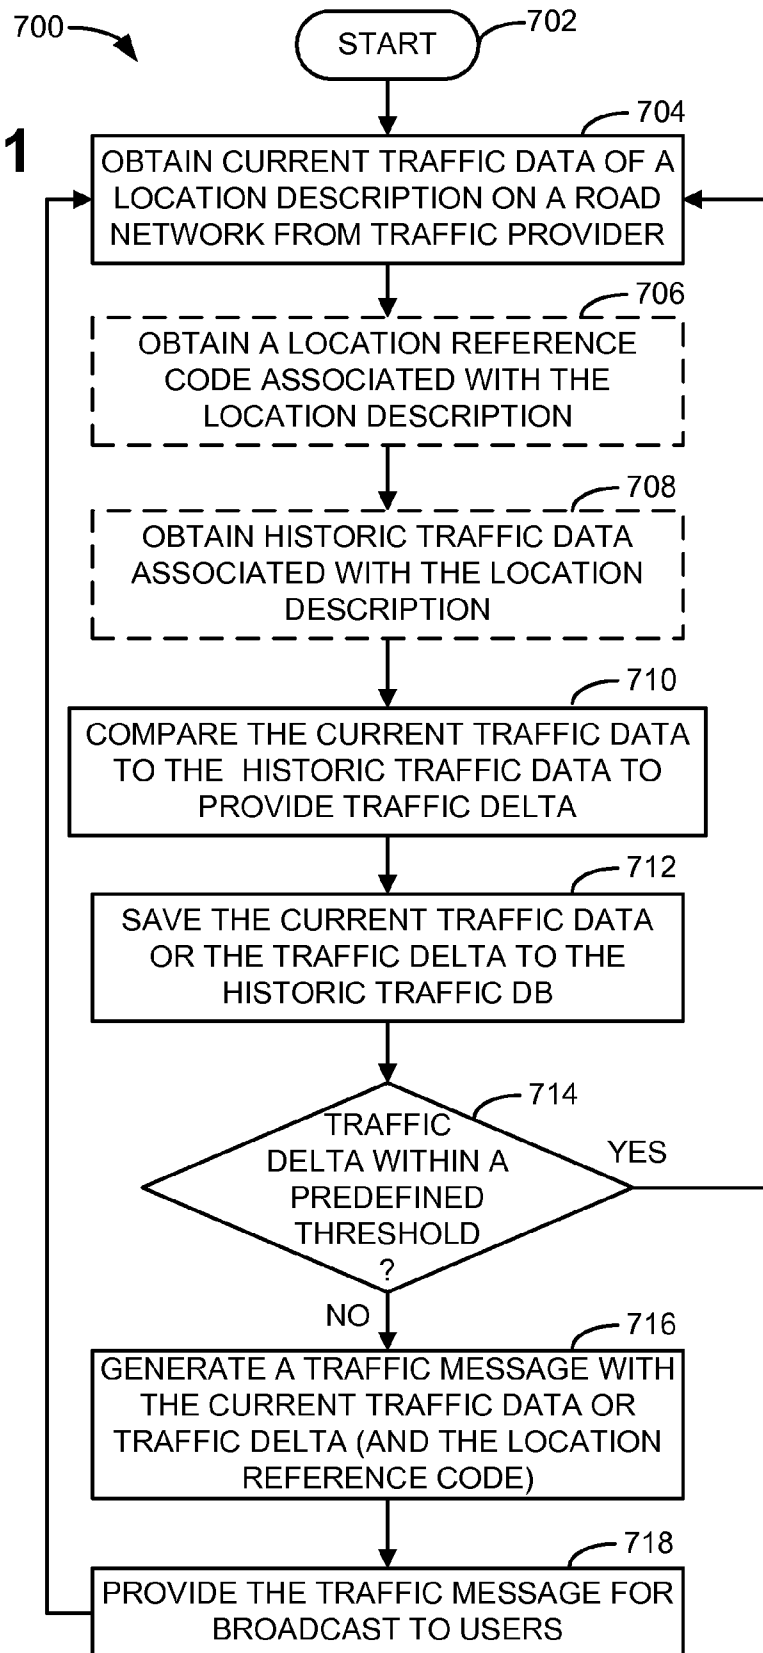 700
START
702
1
704
OBTAIN CURRENT TRAFFIC DATA OF A
LOCATION DESCRIPTION ON A ROAD
NETWORK FROM TRAFFIC PROVIDER
706
OBTAIN A LOCATION REFERENCE
CODE ASSOCIATED WITH THE
LOCATION DESCRIPTION
708
OBTAIN HISTORIC TRAFFIC DATA
ASSOCIATED WITH THE LOCATION
DESCRIPTION
710
COMPARE THE CURRENT TRAFFIC DATA
TO THE HISTORIC TRAFFIC DATA TO
PROVIDE TRAFFIC DELTA
712
SAVE THE CURRENT TRAFFIC DATA
OR THE TRAFFIC DELTA TO THE
HISTORIC TRAFFIC DB
714
TRAFFIC
DELTA WITHIN A
PREDEFINED
THRESHOLD
?
YES
NO
716
GENERATE A TRAFFIC MESSAGE WITH
THE CURRENT TRAFFIC DATA OR
TRAFFIC DELTA (AND THE LOCATION
REFERENCE CODE)
718
PROVIDE THE TRAFFIC MESSAGE FOR
BROADCAST TO USERS